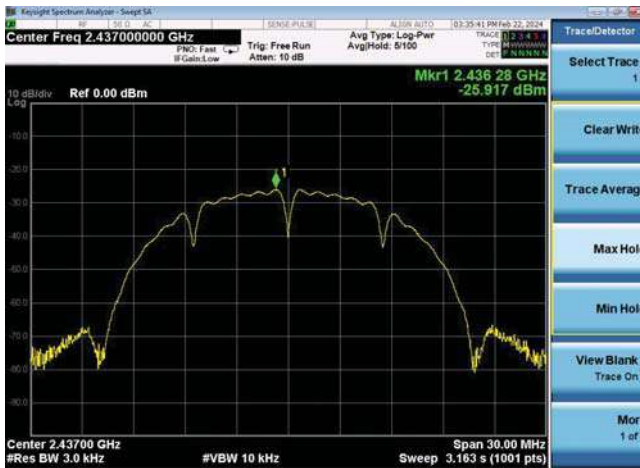 Keysight Spectrum Analyzer - Swept SA
RF 50 Ω AC SENSE:PULSE ALIGN AUTO 03:35:41 PM Feb 22, 2024
Center Freq 2.437000000 GHz
PNO: Fast
IFGain:Low
Trig: Free Run
Atten: 10 dB
Avg Type: Log-Pwr
Avg|Hold: 5/100
TRACE 1 2 3 4 5 6
TYPE M
DET P N N N N N
Mkr1 2.436 28 GHz
-25.917 dBm
10 dB/div Ref 0.00 dBm
Log
-10.0
-20.0
-30.0
-40.0
-50.0
-60.0
-70.0
-80.0
-90.0
1
Center 2.43700 GHz
Span 30.00 MHz
#Res BW 3.0 kHz
#VBW 10 kHz
Sweep 3.163 s (1001 pts)
Trace/Detector
Select Trace
1
Clear Writ
Trace Averag
Max Hol
Min Hol
View Blank
Trace On
Mor
1 of